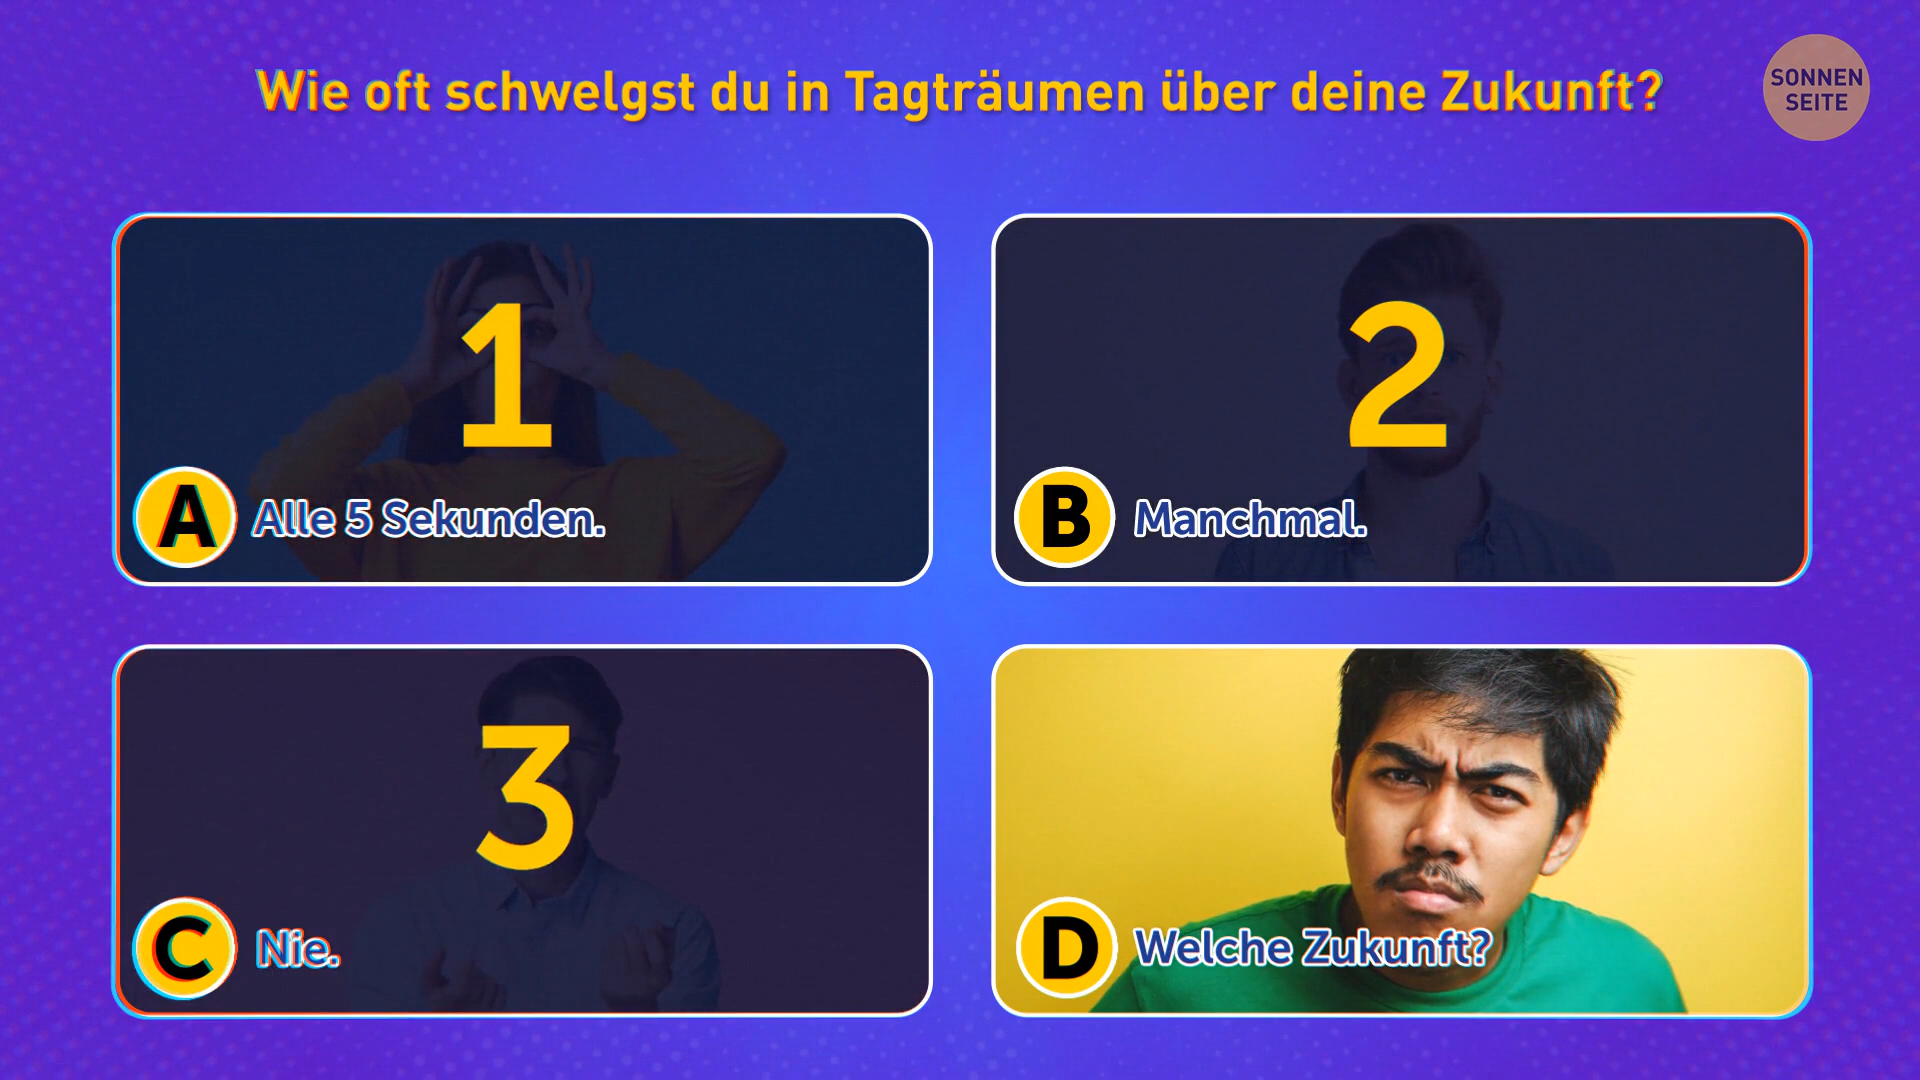 Wie oft schwelgst du in Tagträumen über deine Zukunft?
SONNEN
SEITE
1
A Alle 5 Sekunden.
2
B Manchmal.
3
C Nie.
D Welche Zukunft?